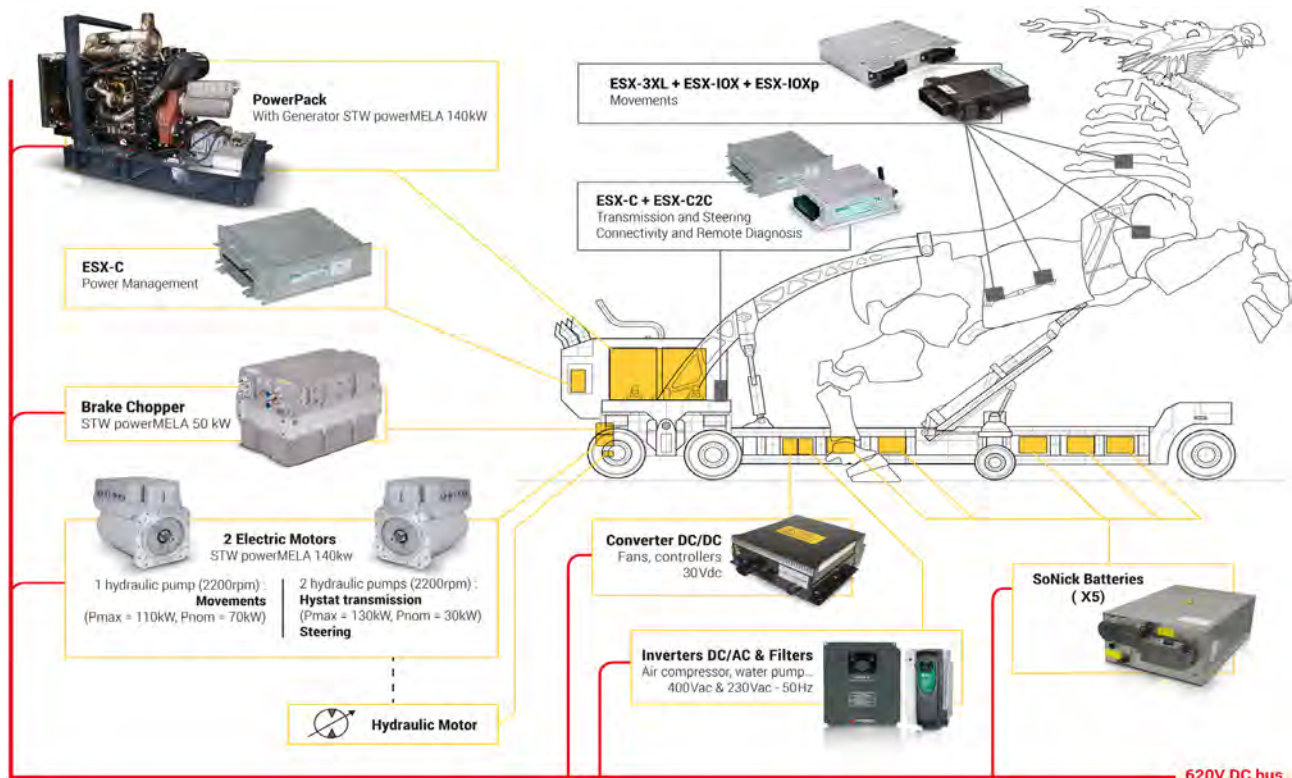 PowerPack
With Generator STW powerMELA 140kW
ESX-3XL + ESX-IOX + ESX-IOXp
Movements
ESX-C + ESX-C2C
Transmission and Steering
Connectivity and Remote Diagnosis
ESX-C
Power Management
Brake Chopper
STW powerMELA 50 kW
2 Electric Motors
STW powerMELA 140kw
1 hydraulic pump (2200rpm) :
Movements
(Pmax = 110kW, Pnom = 70kW)
2 hydraulic pumps (2200rpm) :
Hystat transmission
(Pmax = 130kW, Pnom = 30kW)
Steering
Hydraulic Motor
Converter DC/DC
Fans, controllers
30Vdc
Inverters DC/AC & Filters
Air compressor, water pump...
400Vac & 230Vac - 50Hz
SoNick Batteries
( X5)
620V DC bus